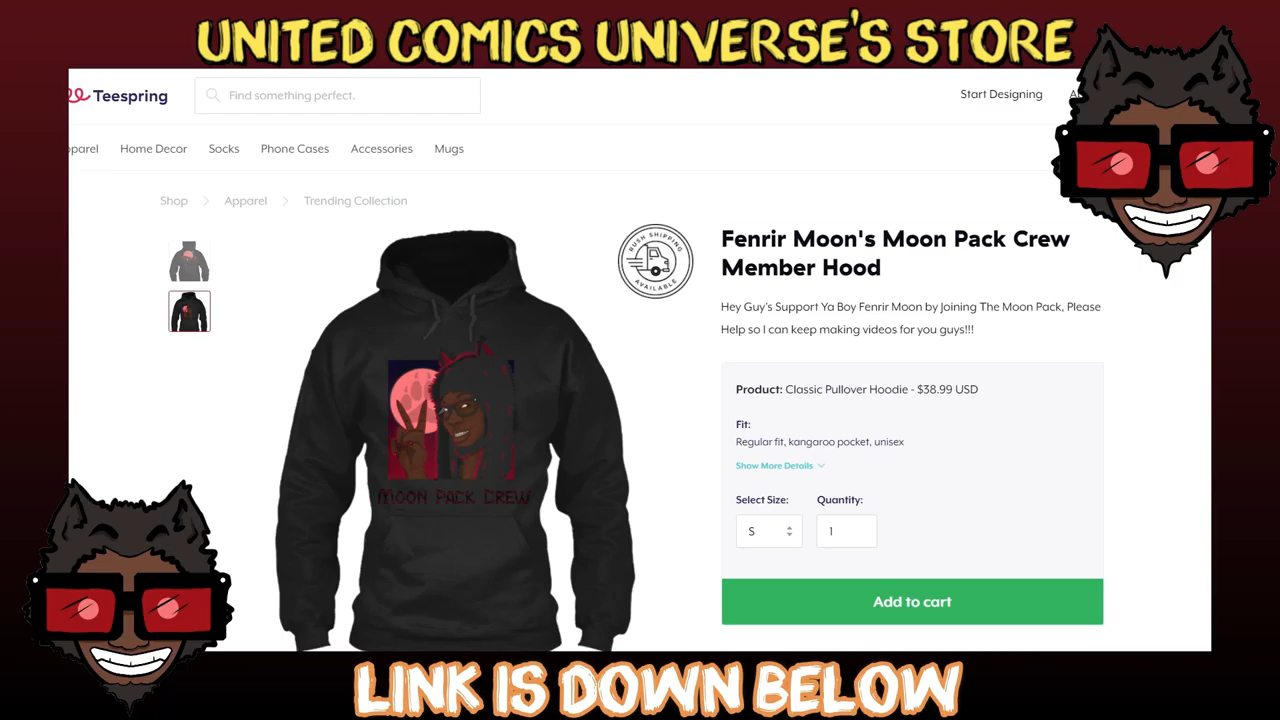 UNITED COMICS UNIVERSE'S STORE
Teespring
Find something perfect.
Start Designing
Home Decor
Socks
Phone Cases
Accessories
Mugs
Shop
Apparel
Trending Collection
RUSH SHIPPING
AVAILABLE
Fenrir Moon's Moon Pack Crew
Member Hood
Hey Guy's Support Ya Boy Fenrir Moon by Joining The Moon Pack, Please
Help so I can keep making videos for you guys!!!
Product: Classic Pullover Hoodie - $38.99 USD
Fit:
Regular fit, kangaroo pocket, unisex
Show More Details
Select Size:
Quantity:
S
1
Add to cart
MOON PACK CREW
LINK IS DOWN BELOW